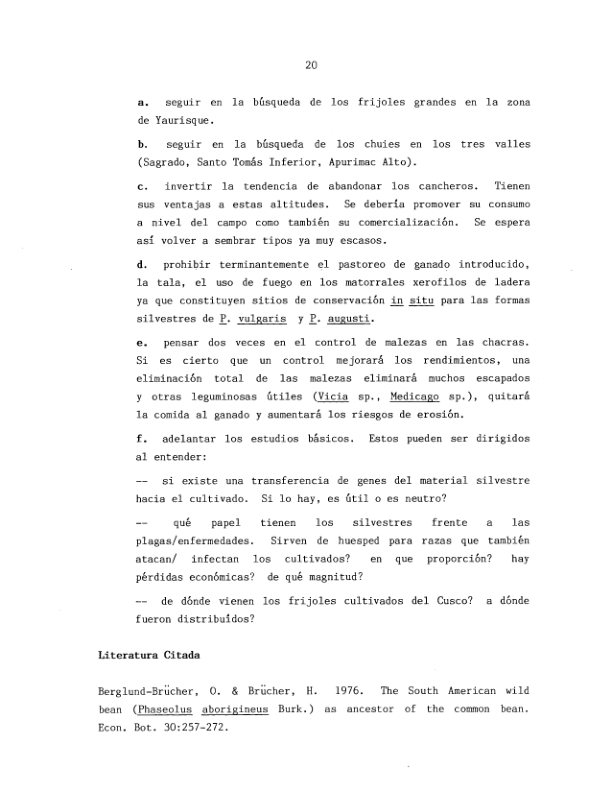 20
a. seguir en la búsqueda de los frijoles grandes en la zona
de Yaurisque.
b. seguir en la búsqueda de los chuies en los tres valles
(Sagrado, Santo Tomás Inferior, Apurimac Alto).
c. invertir la tendencia de abandonar los cancheros. Tienen
sus ventajas a estas altitudes. Se debería promover su consumo
a nivel del campo como también su comercialización. Se espera
así volver a sembrar tipos ya muy escasos.
d. prohibir terminantemente el pastoreo de ganado introducido,
la tala, el uso de fuego en los matorrales xerofilos de ladera
ya que constituyen sitios de conservación in situ para las formas
silvestres de P. vulgaris y P. augusti.
e. pensar dos veces en el control de malezas en las chacras.
Si es cierto que un control mejorará los rendimientos, una
eliminación total de las malezas eliminará muchos escapados
y otras leguminosas útiles (Vicia sp., Medicago sp.), quitará
la comida al ganado y aumentará los riesgos de erosión.
f. adelantar los estudios básicos. Estos pueden ser dirigidos
al entender:
-- si existe una transferencia de genes del material silvestre
hacia el cultivado. Si lo hay, es útil o es neutro?
-- qué papel tienen los silvestres frente a las
plagas/enfermedades. Sirven de huesped para razas que también
atacan/ infectan los cultivados? en que proporción? hay
pérdidas económicas? de qué magnitud?
-- de dónde vienen los frijoles cultivados del Cusco? a dónde
fueron distribuídos?
Literatura Citada
Berglund-Brücher, O. & Brücher, H. 1976. The South American wild
bean (Phaseolus aborigineus Burk.) as ancestor of the common bean.
Econ. Bot. 30:257-272.